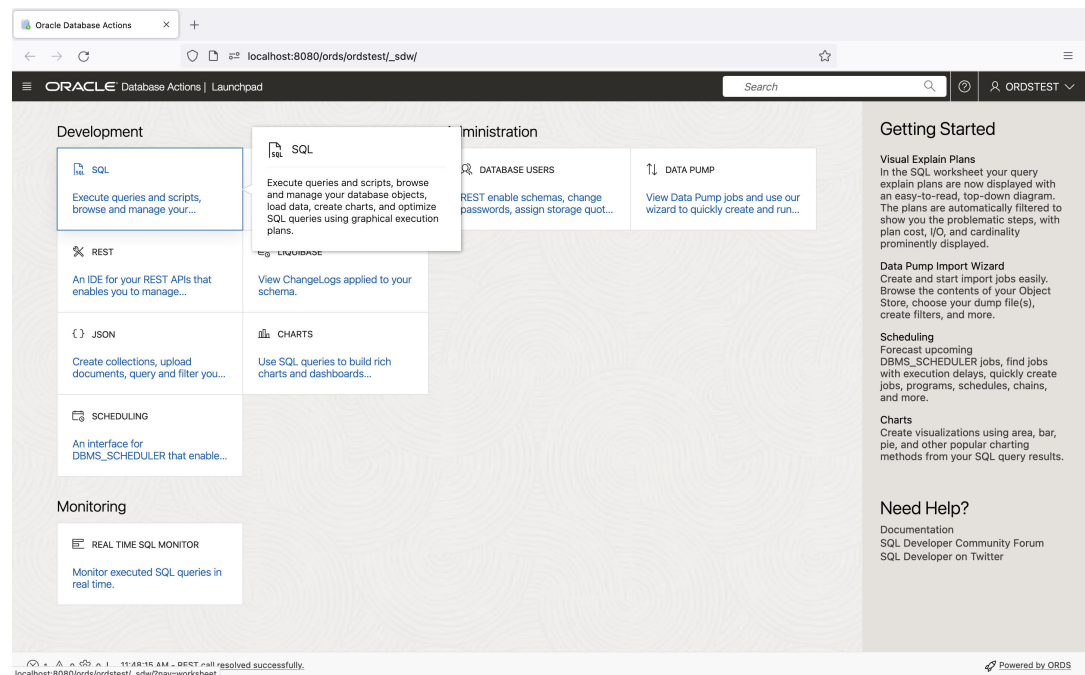 Oracle Database Actions
localhost:8080/ords/ordstest/_sdw/
ORACLE Database Actions | Launchpad
Search
ORDSTEST
Development
SQL
Execute queries and scripts,
browse and manage your...
SQL
SQL
Execute queries and scripts, browse
and manage your database objects,
load data, create charts, and optimize
SQL queries using graphical execution
plans.
REST
An IDE for your REST APIs that
enables you to manage...
LIQUIBASE
View ChangeLogs applied to your
schema.
{} JSON
Create collections, upload
documents, query and filter you...
CHARTS
Use SQL queries to build rich
charts and dashboards...
SCHEDULING
An interface for
DBMS_SCHEDULER that enable...
Monitoring
REAL TIME SQL MONITOR
Monitor executed SQL queries in
real time.
ministration
DATABASE USERS
REST enable schemas, change
passwords, assign storage quot...
DATA PUMP
View Data Pump jobs and use our
wizard to quickly create and run...
Getting Started
Visual Explain Plans
In the SQL worksheet your query
explain plans are now displayed with
an easy-to-read, top-down diagram.
The plans are automatically filtered to
show you the problematic steps, with
plan cost, I/O, and cardinality
prominently displayed.
Data Pump Import Wizard
Create and start import jobs easily.
Browse the contents of your Object
Store, choose your dump file(s),
create filters, and more.
Scheduling
Forecast upcoming
DBMS_SCHEDULER jobs, find jobs
with execution delays, quickly create
jobs, programs, schedules, chains,
and more.
Charts
Create visualizations using area, bar,
pie, and other popular charting
methods from your SQL query results.
Need Help?
Documentation
SQL Developer Community Forum
SQL Developer on Twitter
11:48:15 AM - REST call resolved successfully.
localhost:8080/ords/ordstest/_sdw/?nav=worksheet
Powered by ORDS